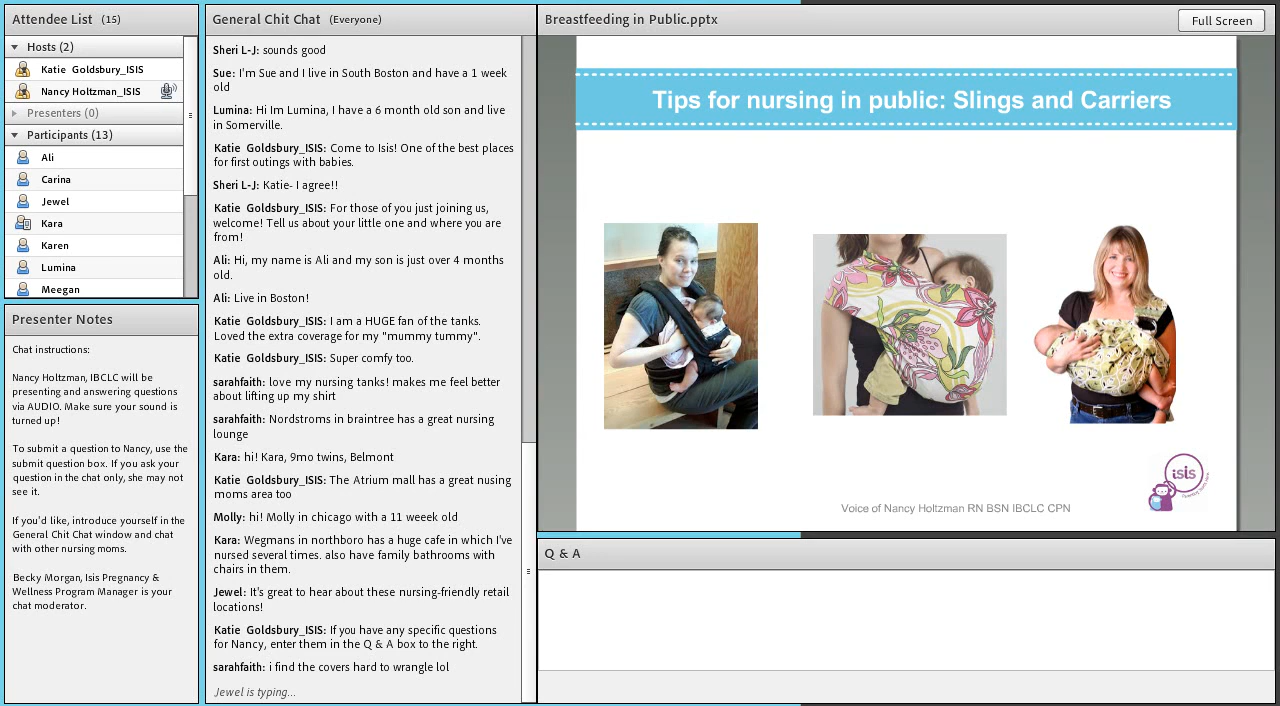 Attendee List (15)
Hosts (2)
Katie Goldsbury_ISIS
Nancy Holtzman_ISIS
Presenters (0)
Participants (13)
Ali
Carina
Jewel
Kara
Karen
Lumina
Meegan
Presenter Notes
Chat instructions:
Nancy Holtzman, IBCLC will be
presenting and answering questions
via AUDIO. Make sure your sound is
turned up!
To submit a question to Nancy, use the
submit question box. If you ask your
question in the chat only, she may not
see it.
If you'd like, introduce yourself in the
General Chit Chat window and chat
with other nursing moms.
Becky Morgan, Isis Pregnancy &
Wellness Program Manager is your
chat moderator.
General Chit Chat (Everyone)
Sheri L-J: sounds good
Sue: I'm Sue and I live in South Boston and have a 1 week
old
Lumina: Hi Im Lumina, I have a 6 month old son and live
in Somerville.
Katie Goldsbury_ISIS: Come to Isis! One of the best places
for first outings with babies.
Sheri L-J: Katie- I agree!!
Katie Goldsbury_ISIS: For those of you just joining us,
welcome! Tell us about your little one and where you are
from!
Ali: Hi, my name is Ali and my son is just over 4 months
old.
Ali: Live in Boston!
Katie Goldsbury_ISIS: I am a HUGE fan of the tanks.
Loved the extra coverage for my "mummy tummy".
Katie Goldsbury_ISIS: Super comfy too.
sarahfaith: love my nursing tanks! makes me feel better
about lifting up my shirt
sarahfaith: Nordstroms in braintree has a great nursing
lounge
Kara: hi! Kara, 9mo twins, Belmont
Katie Goldsbury_ISIS: The Atrium mall has a great nusing
moms area too
Molly: hi! Molly in chicago with a 11 weeek old
Kara: Wegmans in northboro has a huge cafe in which I've
nursed several times. also have family bathrooms with
chairs in them.
Jewel: It's great to hear about these nursing-friendly retail
locations!
Katie Goldsbury_ISIS: If you have any specific questions
for Nancy, enter them in the Q & A box to the right.
sarahfaith: i find the covers hard to wrangle lol
Jewel is typing...
Breastfeeding in Public.pptx
Full Screen
Tips for nursing in public: Slings and Carriers
isis
Voice of Nancy Holtzman RN BSN IBCLC CPN
Q & A